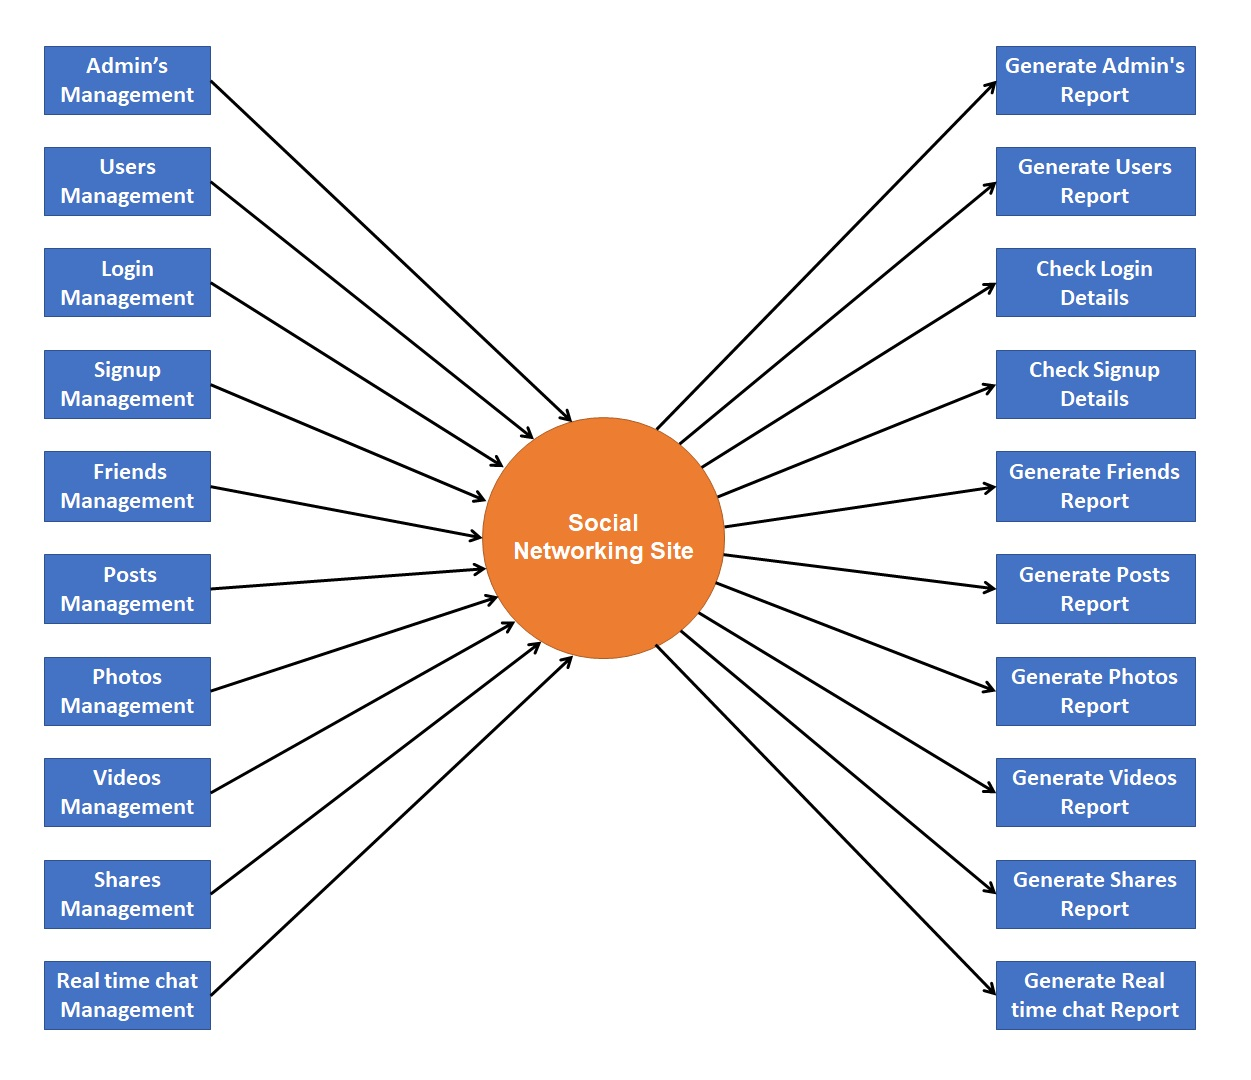 Admin’s
Management
Users
Management
Login
Management
Signup
Management
Friends
Management
Posts
Management
Photos
Management
Videos
Management
Shares
Management
Real time chat
Management
Social
Networking Site
Generate Admin's
Report
Generate Users
Report
Check Login
Details
Check Signup
Details
Generate Friends
Report
Generate Posts
Report
Generate Photos
Report
Generate Videos
Report
Generate Shares
Report
Generate Real
time chat Report